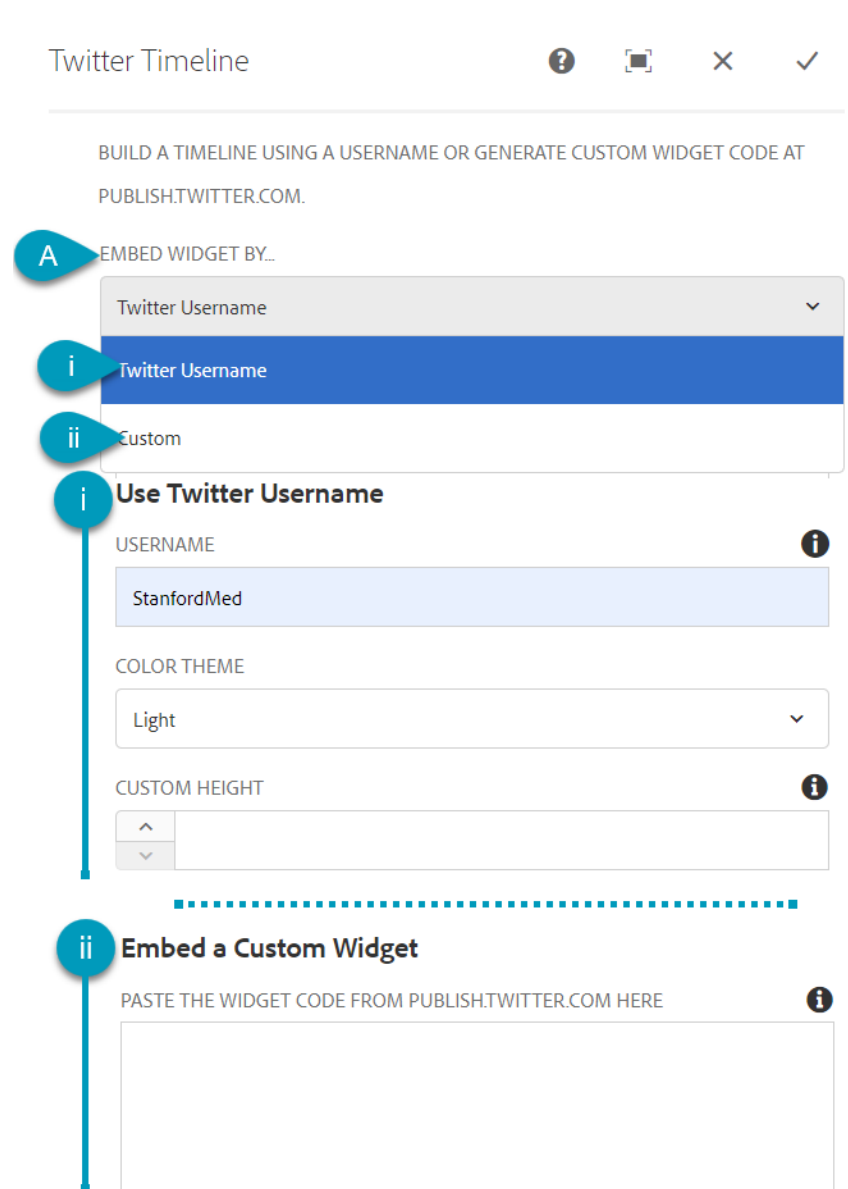 Twitter Timeline
BUILD A TIMELINE USING A USERNAME OR GENERATE CUSTOM WIDGET CODE AT
PUBLISH.TWITTER.COM.
A EMBED WIDGET BY...
Twitter Username
i Twitter Username
ii Custom
i Use Twitter Username
USERNAME
StanfordMed
COLOR THEME
Light
CUSTOM HEIGHT
ii Embed a Custom Widget
PASTE THE WIDGET CODE FROM PUBLISH.TWITTER.COM HERE